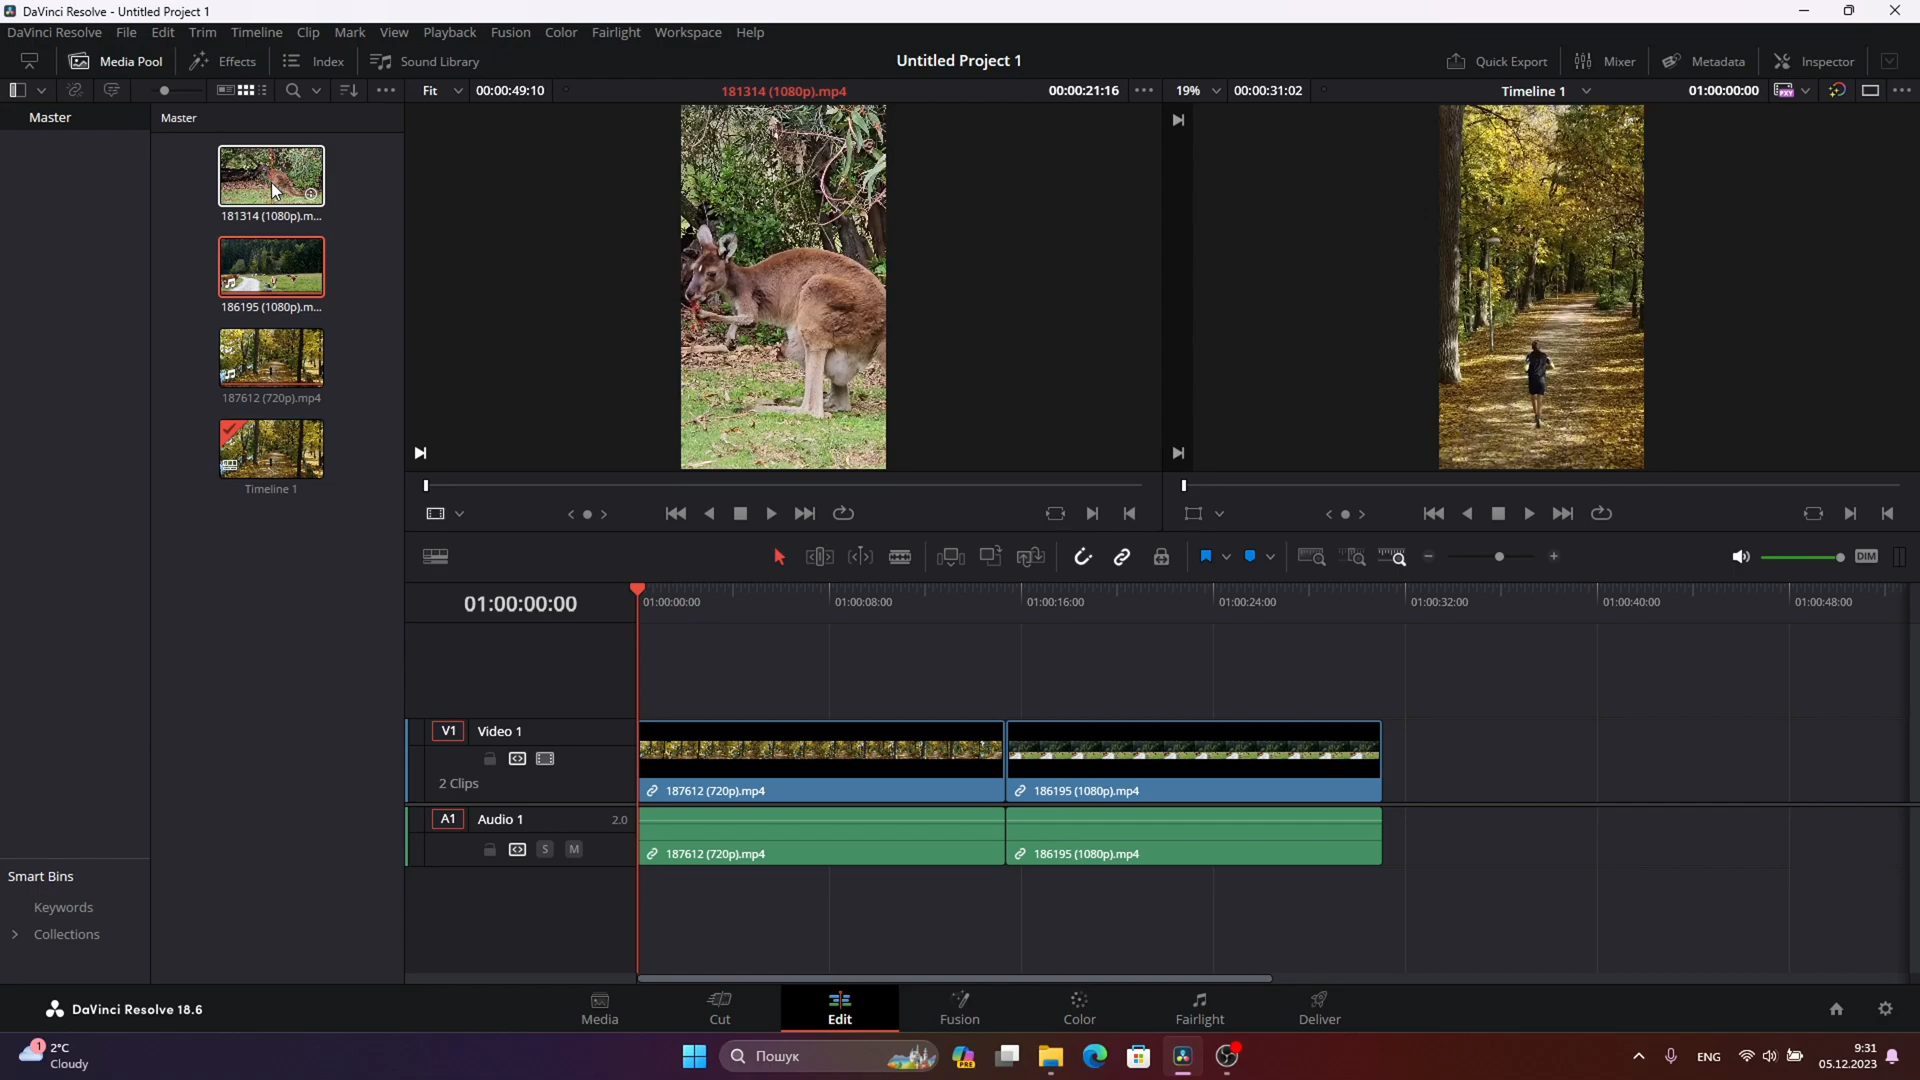 DaVinci Resolve - Untitled Project 1
DaVinci Resolve File Edit Trim Timeline Clip Mark View Playback Fusion Color Fairlight Workspace Help
Media Pool Effects Index Sound Library Untitled Project 1 Quick Export Mixer Metadata Inspector
Fit 00:00:49:10 181314 (1080p).mp4 00:00:21:16 19% 00:00:31:02 Timeline 1 01:00:00:00
Master Master
181314 (1080p).m...
186195 (1080p).m...
187612 (720p).mp4
Timeline 1
DIM
01:00:00:00 01:00:00:00 01:00:08:00 01:00:16:00 01:00:24:00 01:00:32:00 01:00:40:00 01:00:48:00
V1 Video 1
2 Clips
187612 (720p).mp4 186195 (1080p).mp4
A1 Audio 1 2.0
S M
187612 (720p).mp4 186195 (1080p).mp4
Smart Bins
Keywords
Collections
DaVinci Resolve 18.6
Media Cut Edit Fusion Color Fairlight Deliver
1 2°C
Cloudy
Пошук
PRE
ENG
9:31
05.12.2023